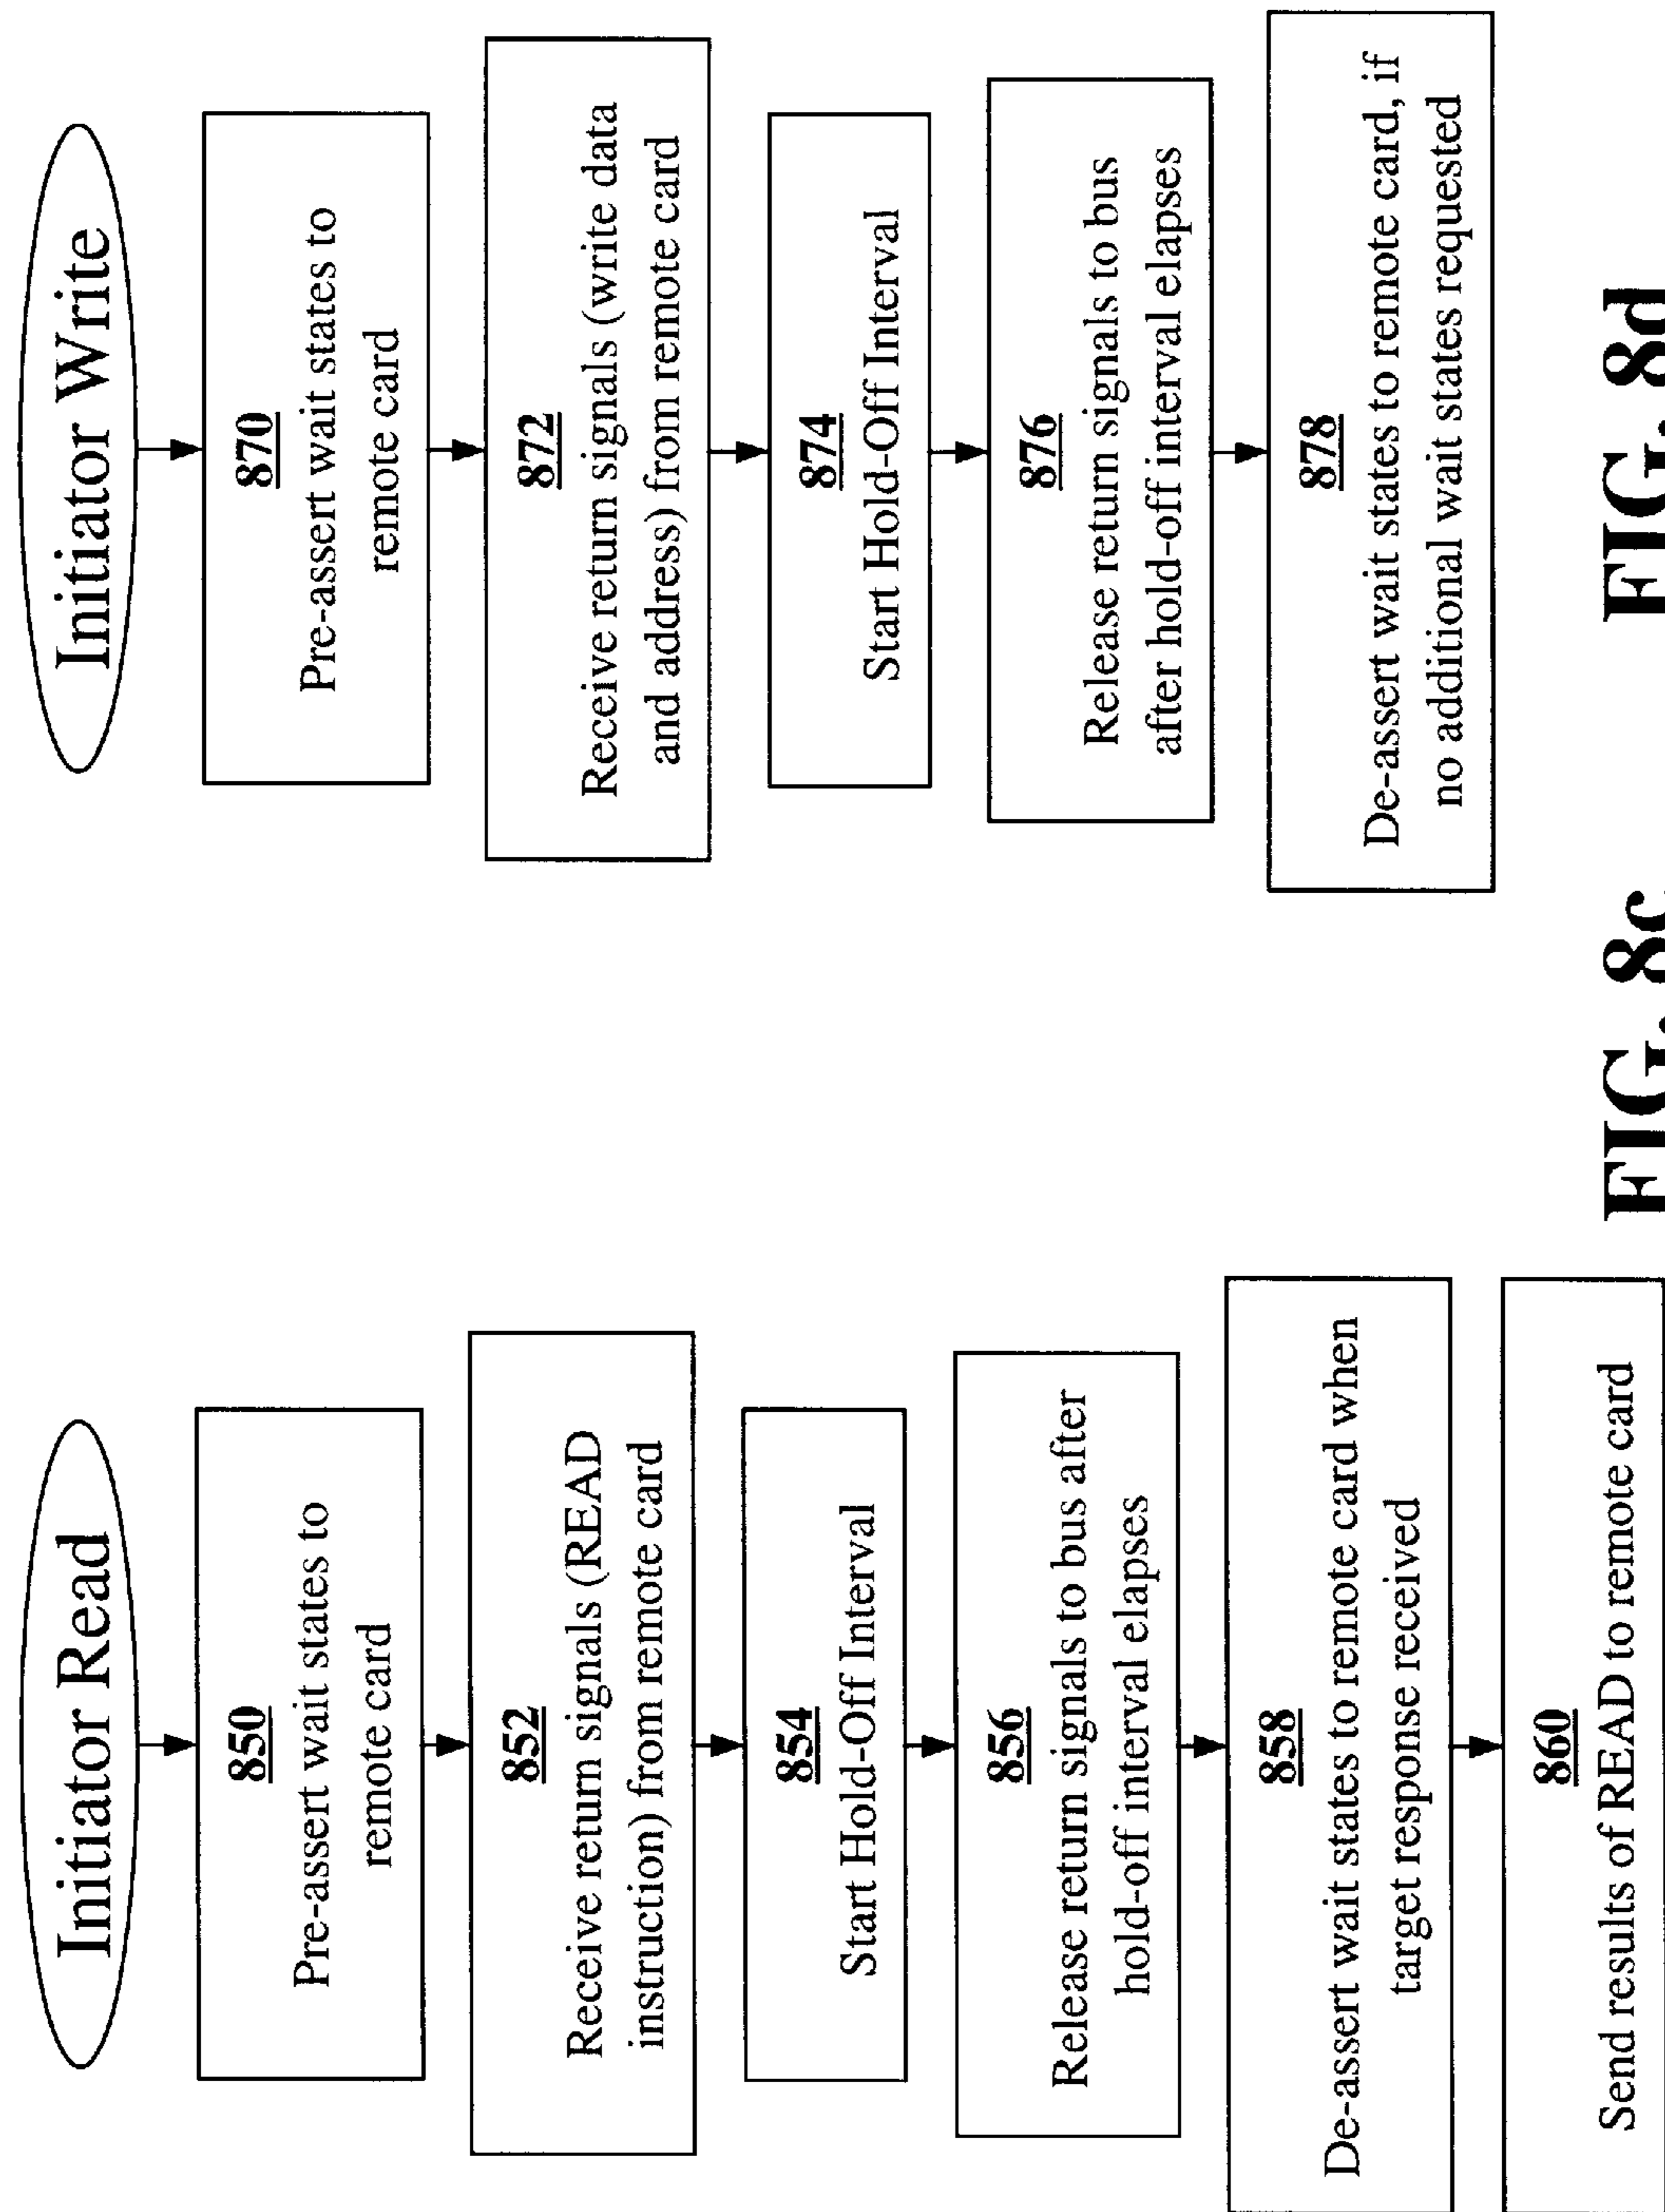 Initiator Read
850
Pre-assert wait states to
remote card
852
Receive return signals (READ
instruction) from remote card
854
Start Hold-Off Interval
856
Release return signals to bus after
hold-off interval elapses
858
De-assert wait states to remote card when
target response received
860
Send results of READ to remote card
FIG. 8c
Initiator Write
870
Pre-assert wait states to
remote card
872
Receive return signals (write data
and address) from remote card
874
Start Hold-Off Interval
876
Release return signals to bus
after hold-off interval elapses
878
De-assert wait states to remote card, if
no additional wait states requested
FIG. 8d